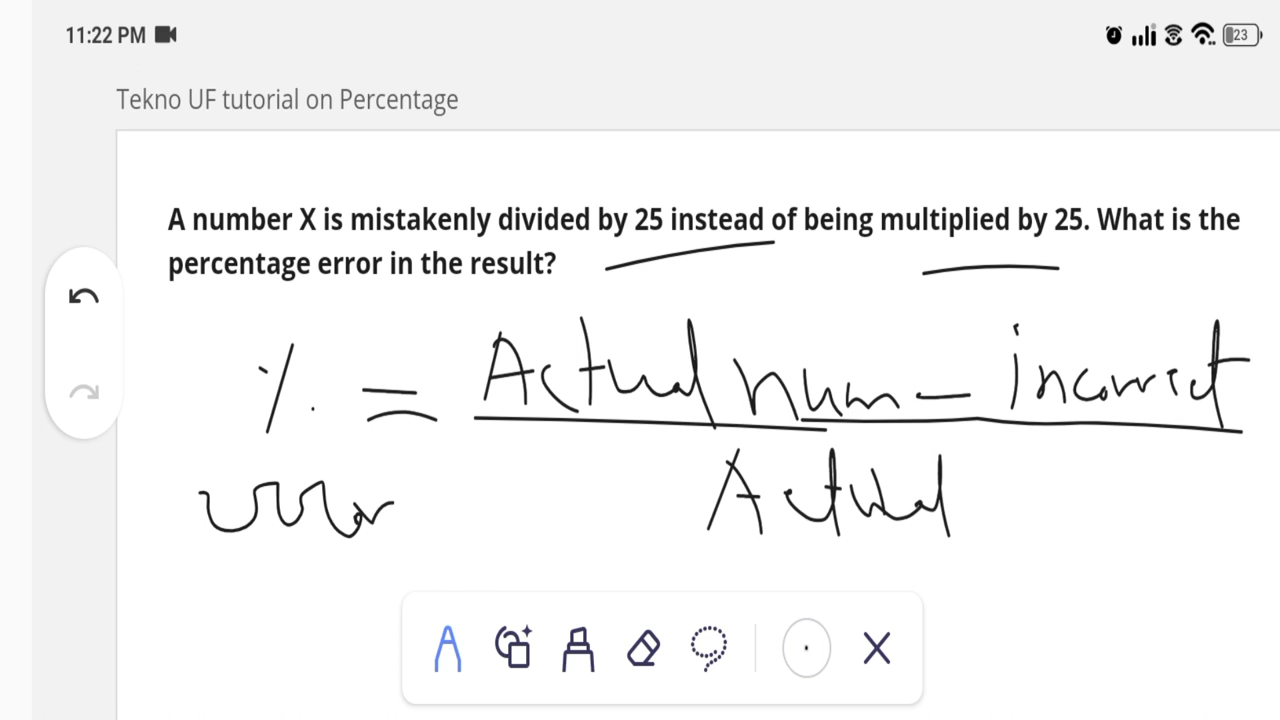 11:22 PM
23
Tekno UF tutorial on Percentage
A number X is mistakenly divided by 25 instead of being multiplied by 25. What is the
percentage error in the result?
% = Actual num - incorrect
error Actual